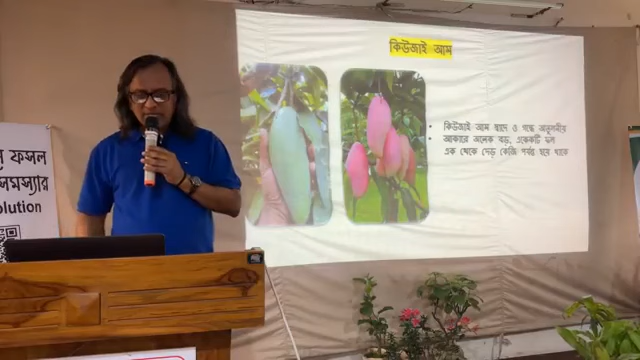 কিউজাই আম
কিউজাই আম স্বাদে ও গন্ধে অতুলনীয়
আকারে অনেক বড়, একেকটি ফল
এক থেকে দেড় কেজি পর্যন্ত হয়ে থাকে
ফসল
সমস্যার
olution